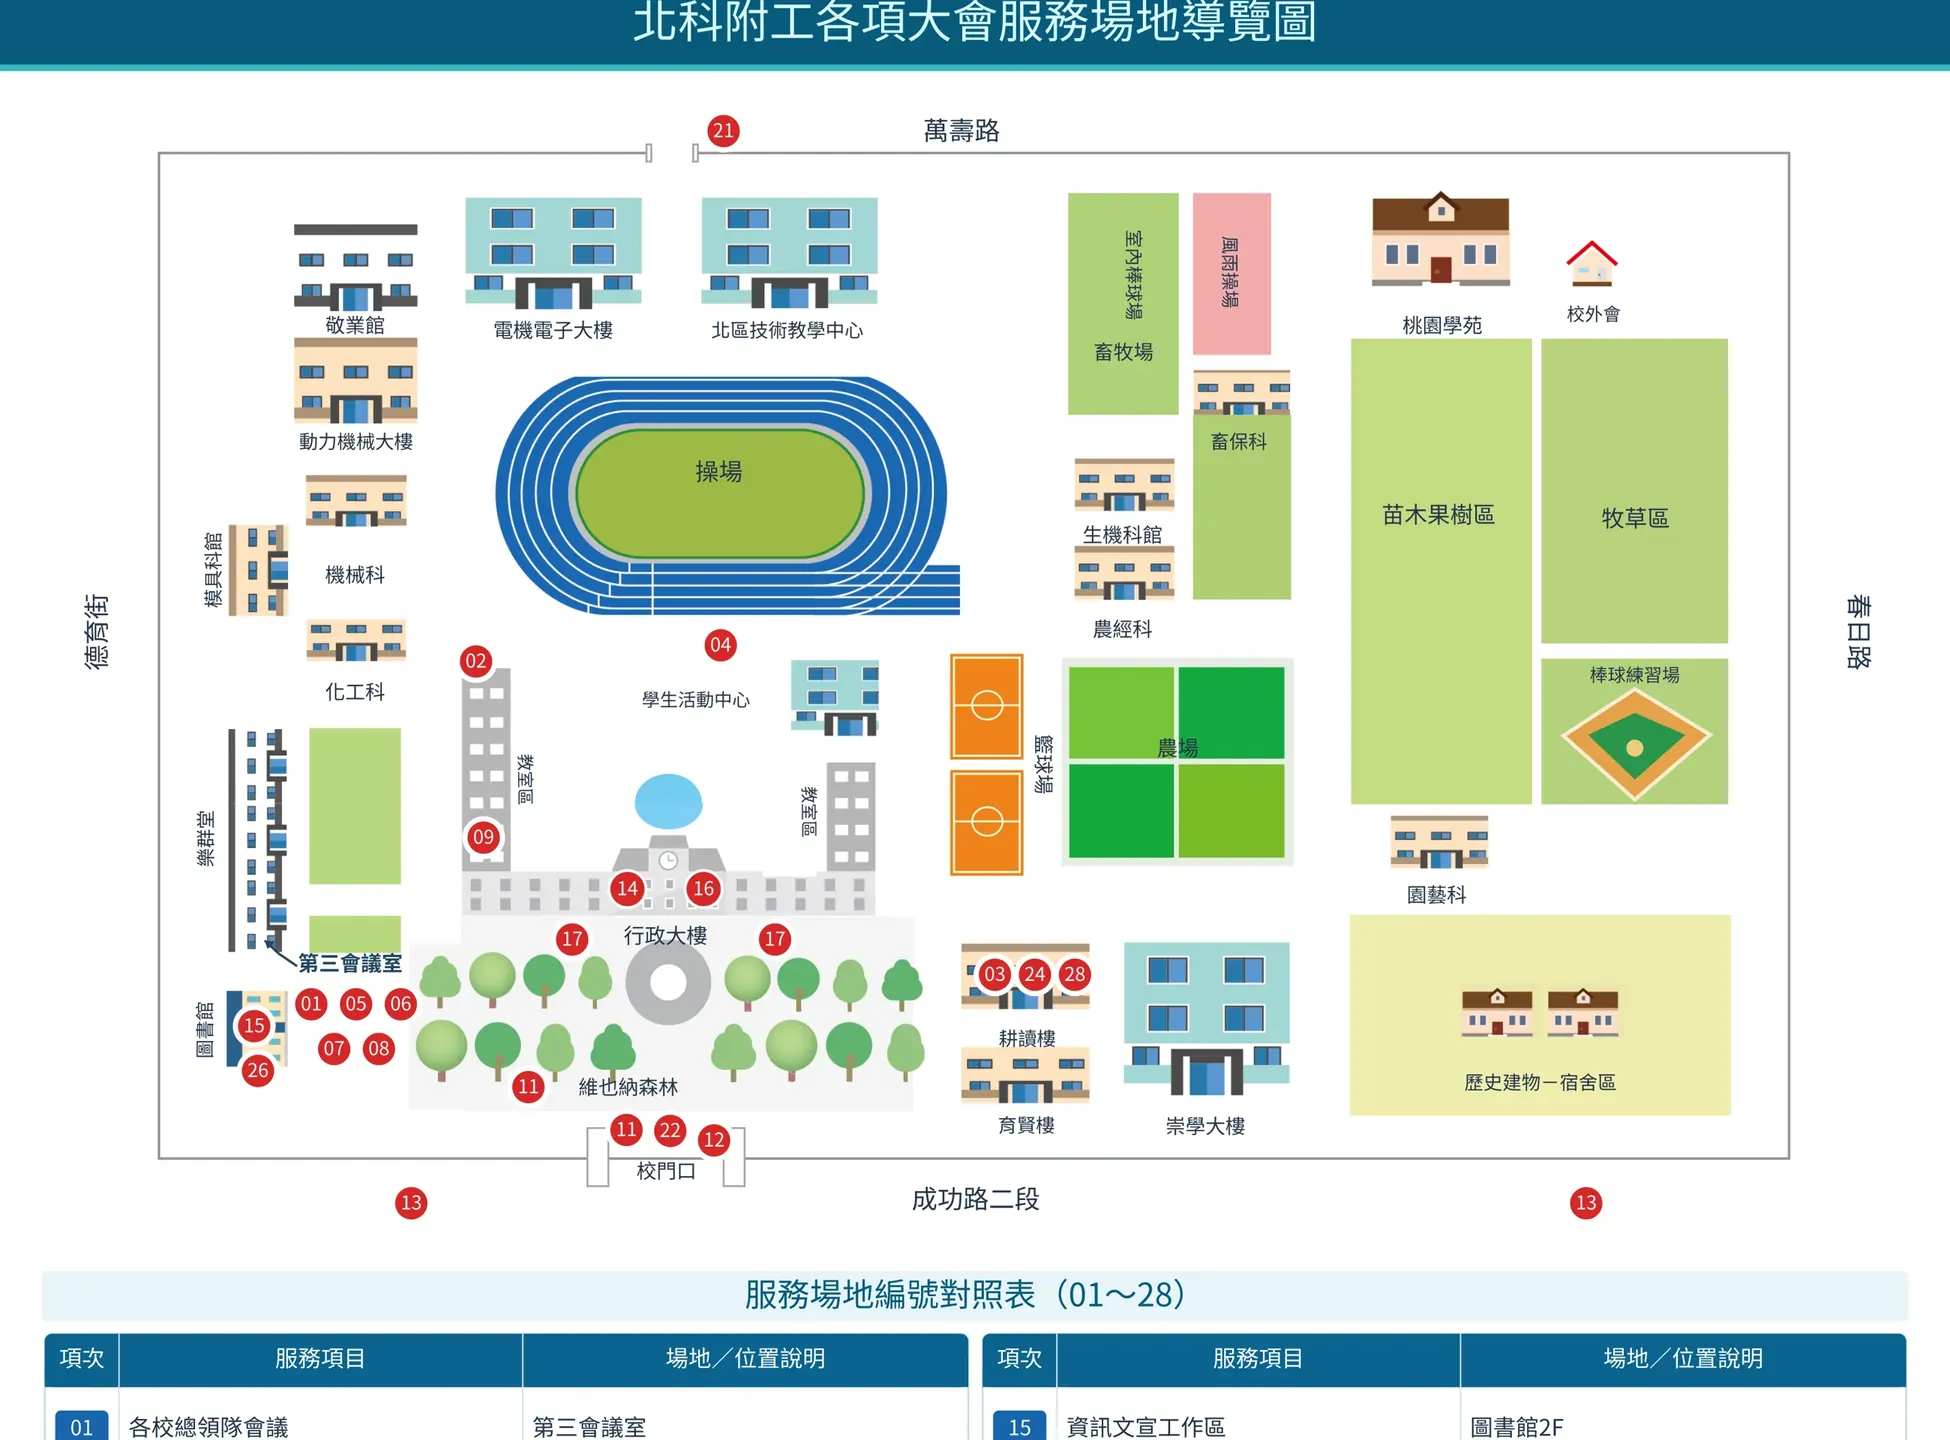 北科附工各項大會服務場地導覽圖
21
萬壽路
敬業館
電機電子大樓
北區技術教學中心
室內棒球場
風雨操場
畜牧場
桃園學苑
校外會
動力機械大樓
操場
畜保科
模具科館
機械科
生機科館
苗木果樹區
牧草區
德育街
春日路
化工科
農經科
02
04
學生活動中心
棒球練習場
教室區
教室區
籃球場
農場
樂群堂
09
14
16
園藝科
17
行政大樓
17
第三會議室
圖書館
01
05
06
15
07
08
26
03
24
28
耕讀樓
11
維也納森林
歷史建物－宿舍區
11
22
12
育賢樓
崇學大樓
校門口
13
成功路二段
13
服務場地編號對照表（01～28）
項次 服務項目 場地／位置說明 項次 服務項目 場地／位置說明
01 各校總領隊會議 第三會議室 15 資訊文宣工作區 圖書館2F